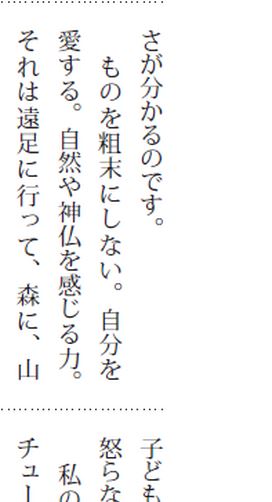 さが分かるのです。
ものを粗末にしない。自分を
愛する。自然や神仏を感じる力。
それは遠足に行って、森に、山
子ども
怒らな
私の
チュー